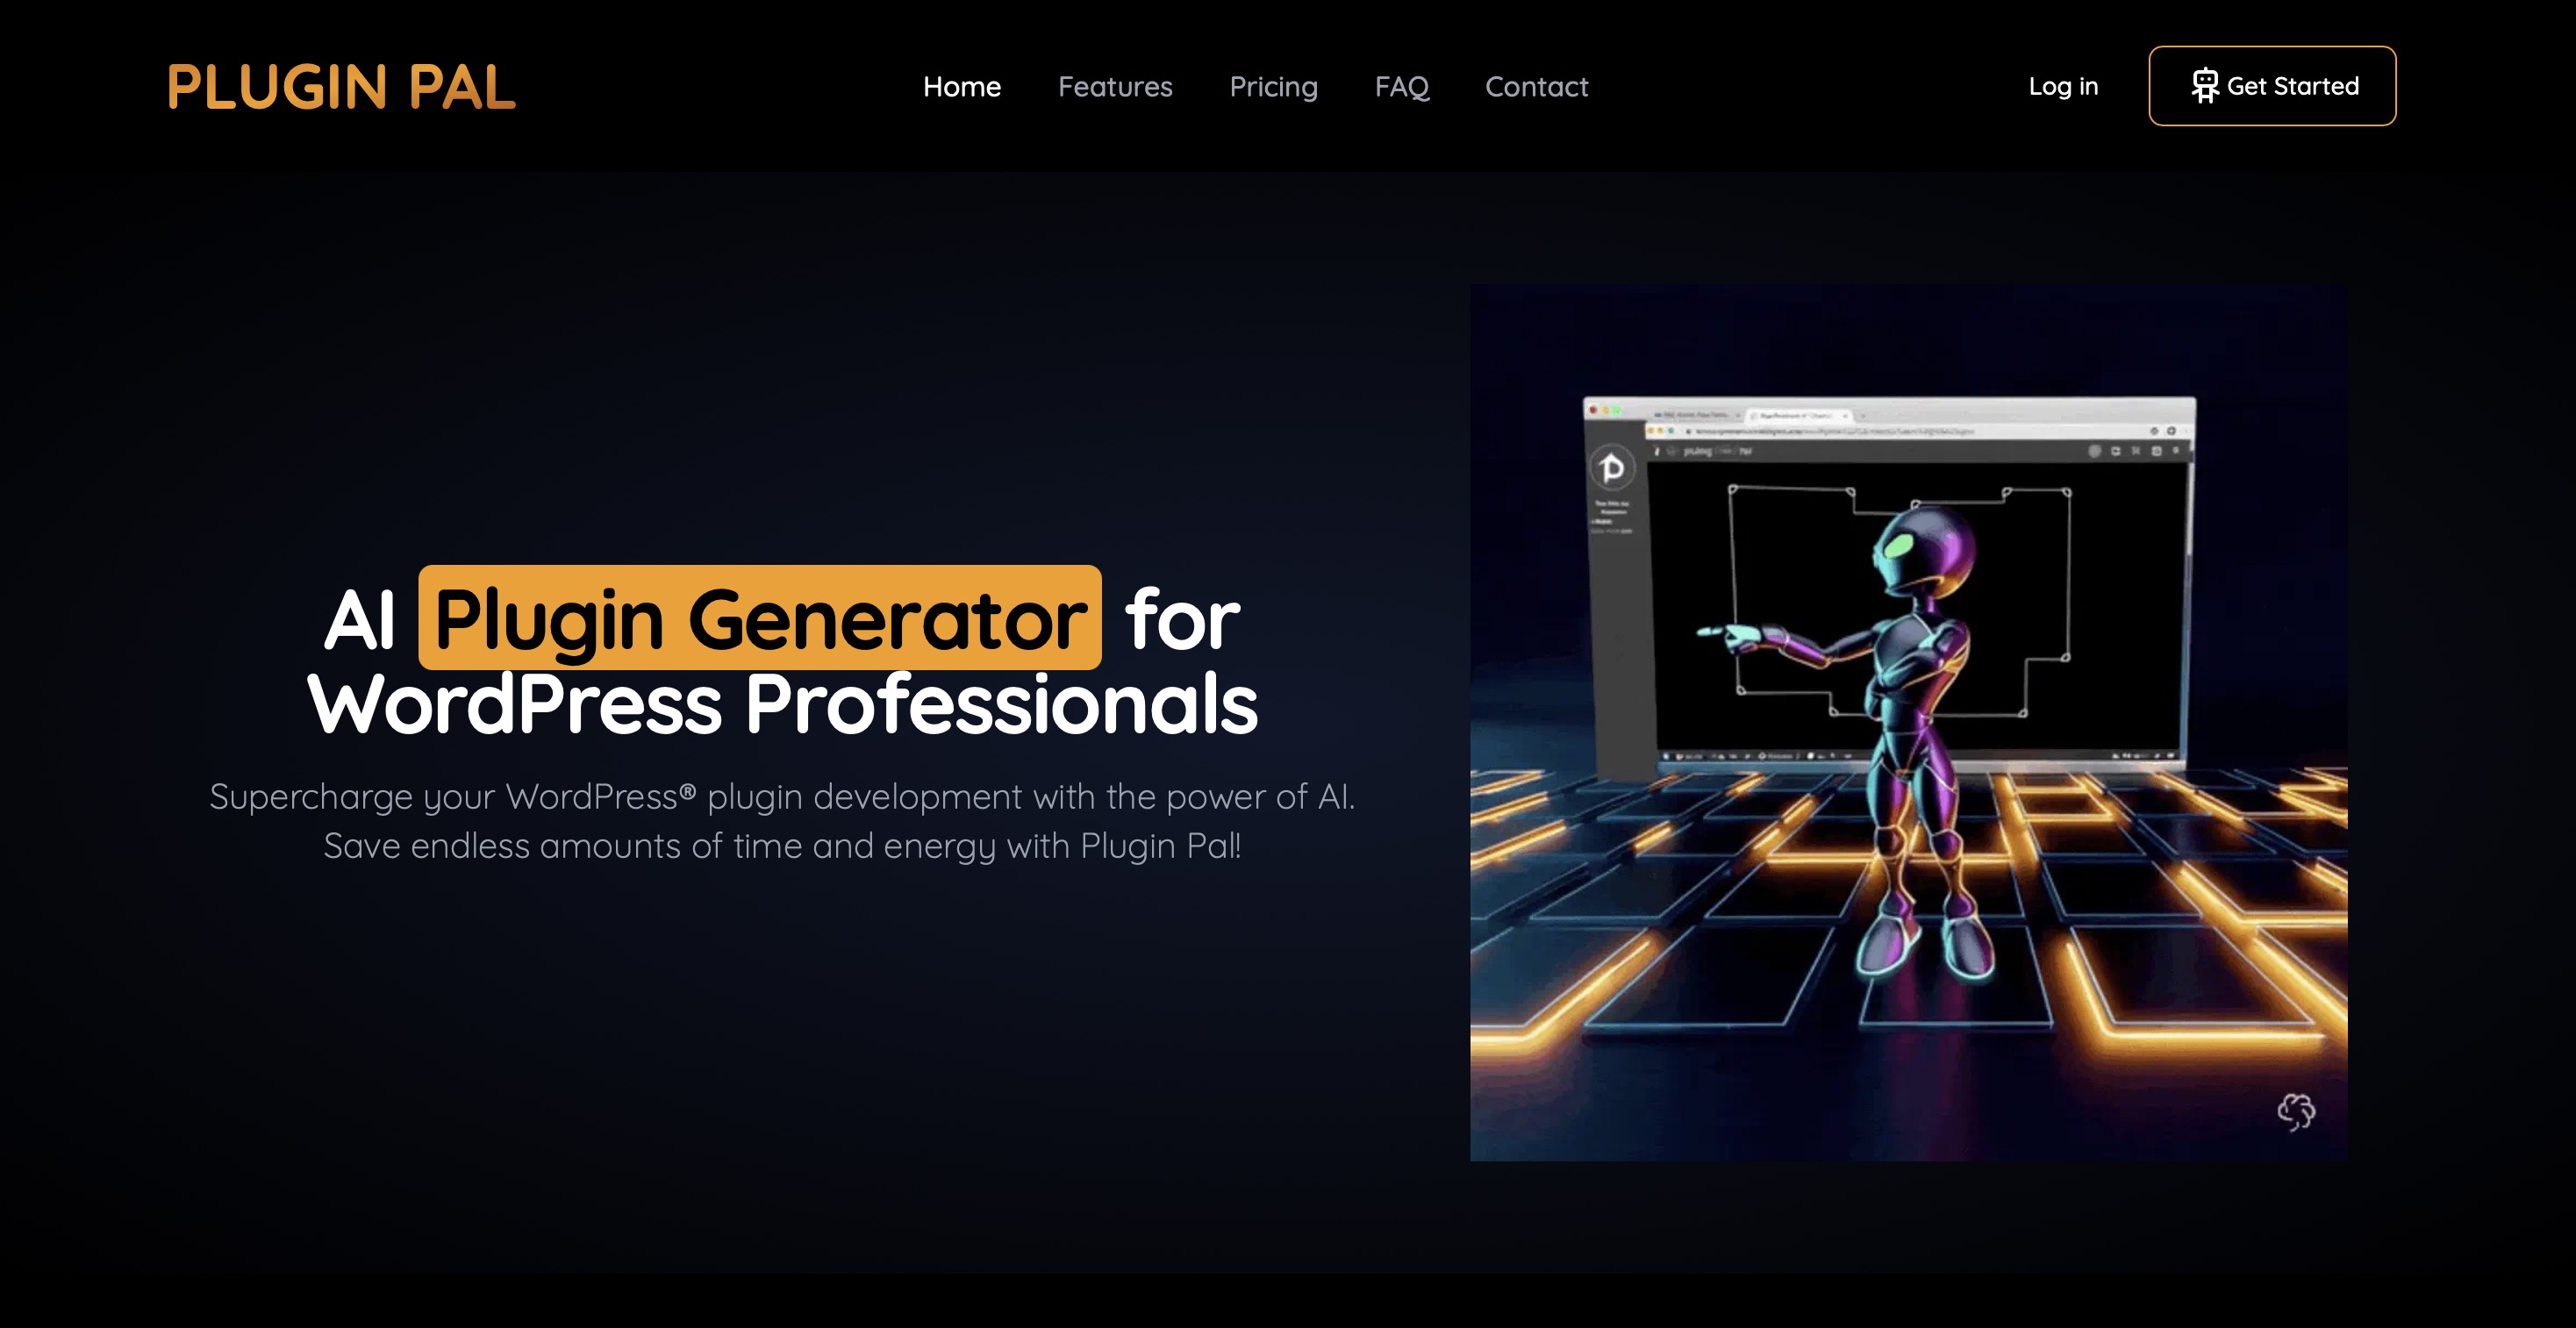 PLUGIN PAL
Home Features Pricing FAQ Contact
Log in Get Started
AI Plugin Generator for
WordPress Professionals
Supercharge your WordPress® plugin development with the power of AI.
Save endless amounts of time and energy with Plugin Pal!